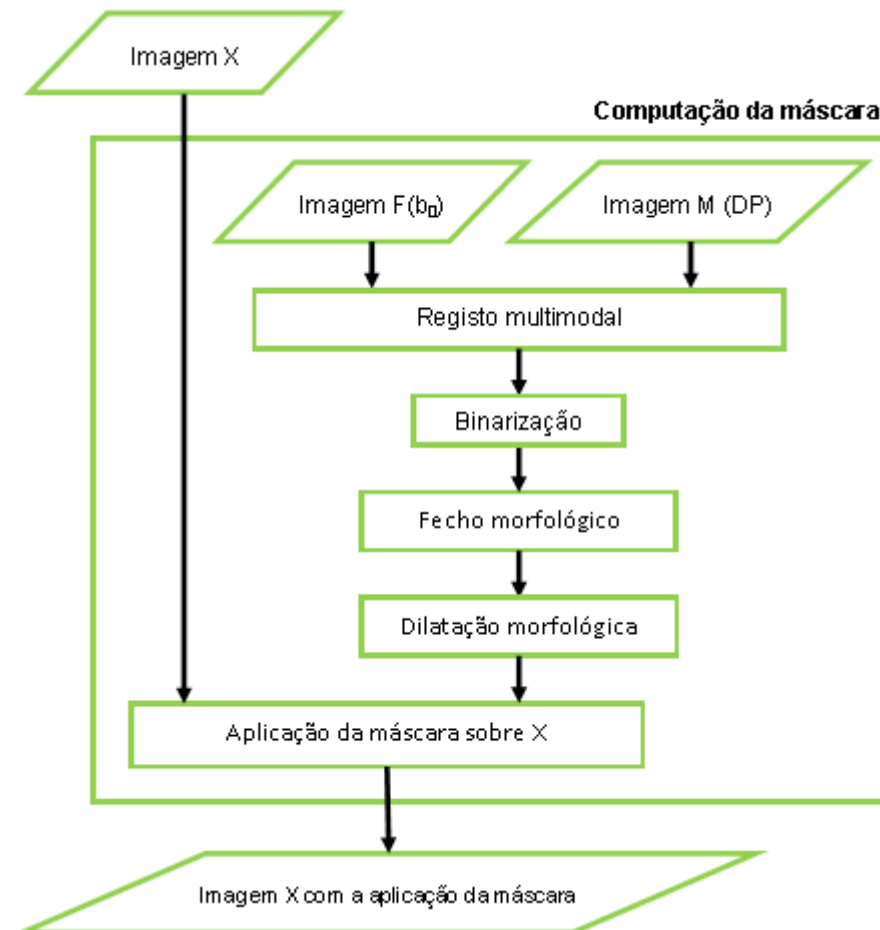 Imagem X
Computação da máscara
Imagem F(b₀)
Imagem M (DP)
Registo multimodal
Binarização
Fecho morfológico
Dilatação morfológica
Aplicação da máscara sobre X
Imagem X com a aplicação da máscara